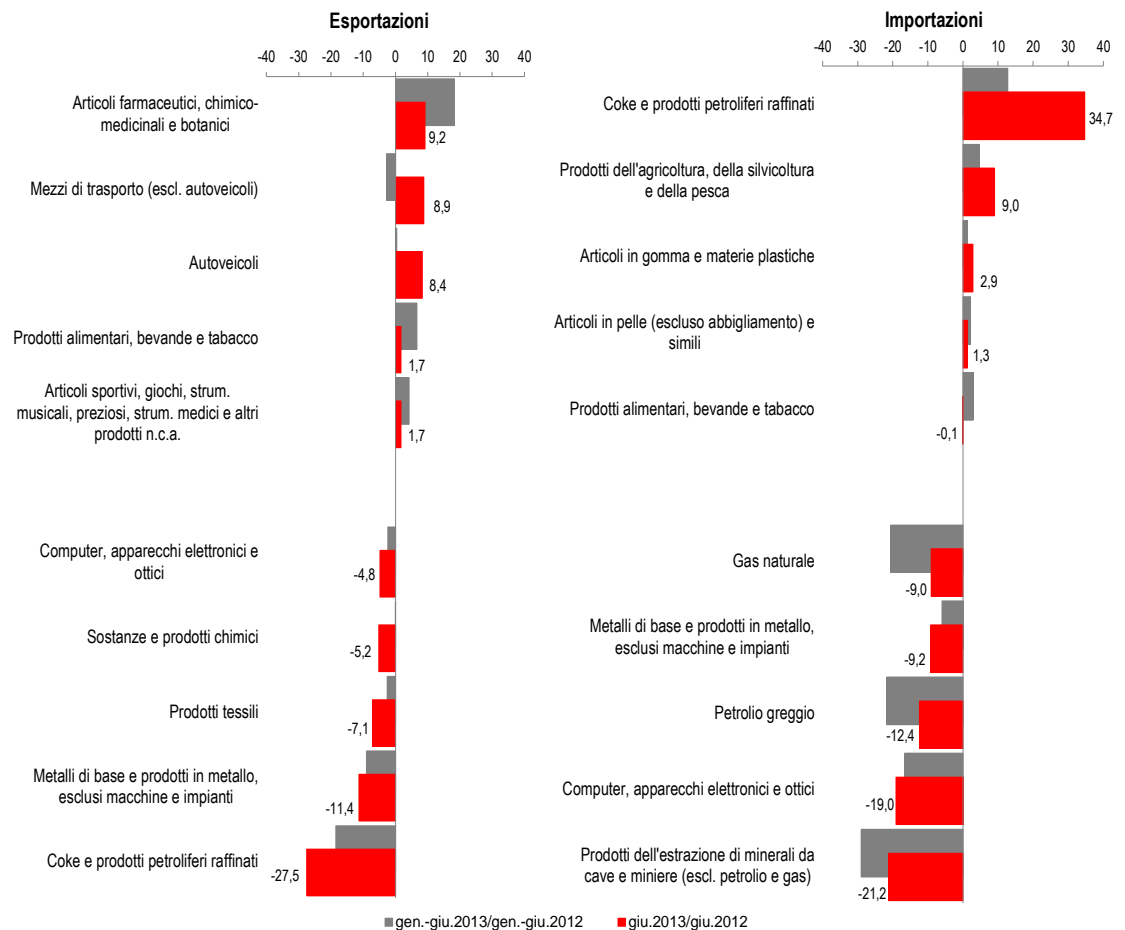 Esportazioni
-40 -30 -20 -10 0 10 20 30 40
Articoli farmaceutici, chimico-
medicinali e botanici
9,2
Mezzi di trasporto (escl. autoveicoli)
8,9
Autoveicoli
8,4
Prodotti alimentari, bevande e tabacco
1,7
Articoli sportivi, giochi, strum.
musicali, preziosi, strum. medici e altri
prodotti n.c.a.
1,7
Computer, apparecchi elettronici e
ottici
-4,8
Sostanze e prodotti chimici
-5,2
Prodotti tessili
-7,1
Metalli di base e prodotti in metallo,
esclusi macchine e impianti
-11,4
Coke e prodotti petroliferi raffinati
-27,5
Importazioni
-40 -30 -20 -10 0 10 20 30 40
Coke e prodotti petroliferi raffinati
34,7
Prodotti dell'agricoltura, della silvicoltura
e della pesca
9,0
Articoli in gomma e materie plastiche
2,9
Articoli in pelle (escluso abbigliamento) e
simili
1,3
Prodotti alimentari, bevande e tabacco
-0,1
Gas naturale
-9,0
Metalli di base e prodotti in metallo,
esclusi macchine e impianti
-9,2
Petrolio greggio
-12,4
Computer, apparecchi elettronici e ottici
-19,0
Prodotti dell'estrazione di minerali da
cave e miniere (escl. petrolio e gas)
-21,2
gen.-giu.2013/gen.-giu.2012 giu.2013/giu.2012